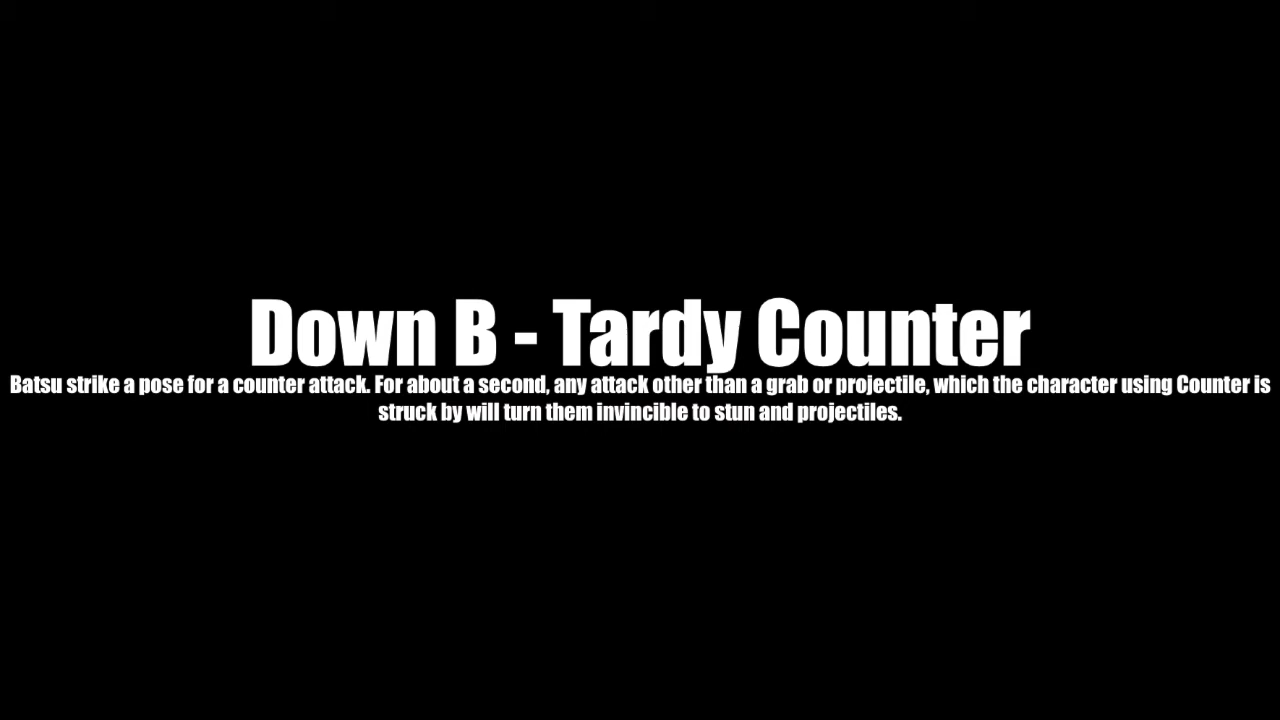 Down B - Tardy Counter
Batsu strike a pose for a counter attack. For about a second, any attack other than a grab or projectile, which the character using Counter is
struck by will turn them invincible to stun and projectiles.